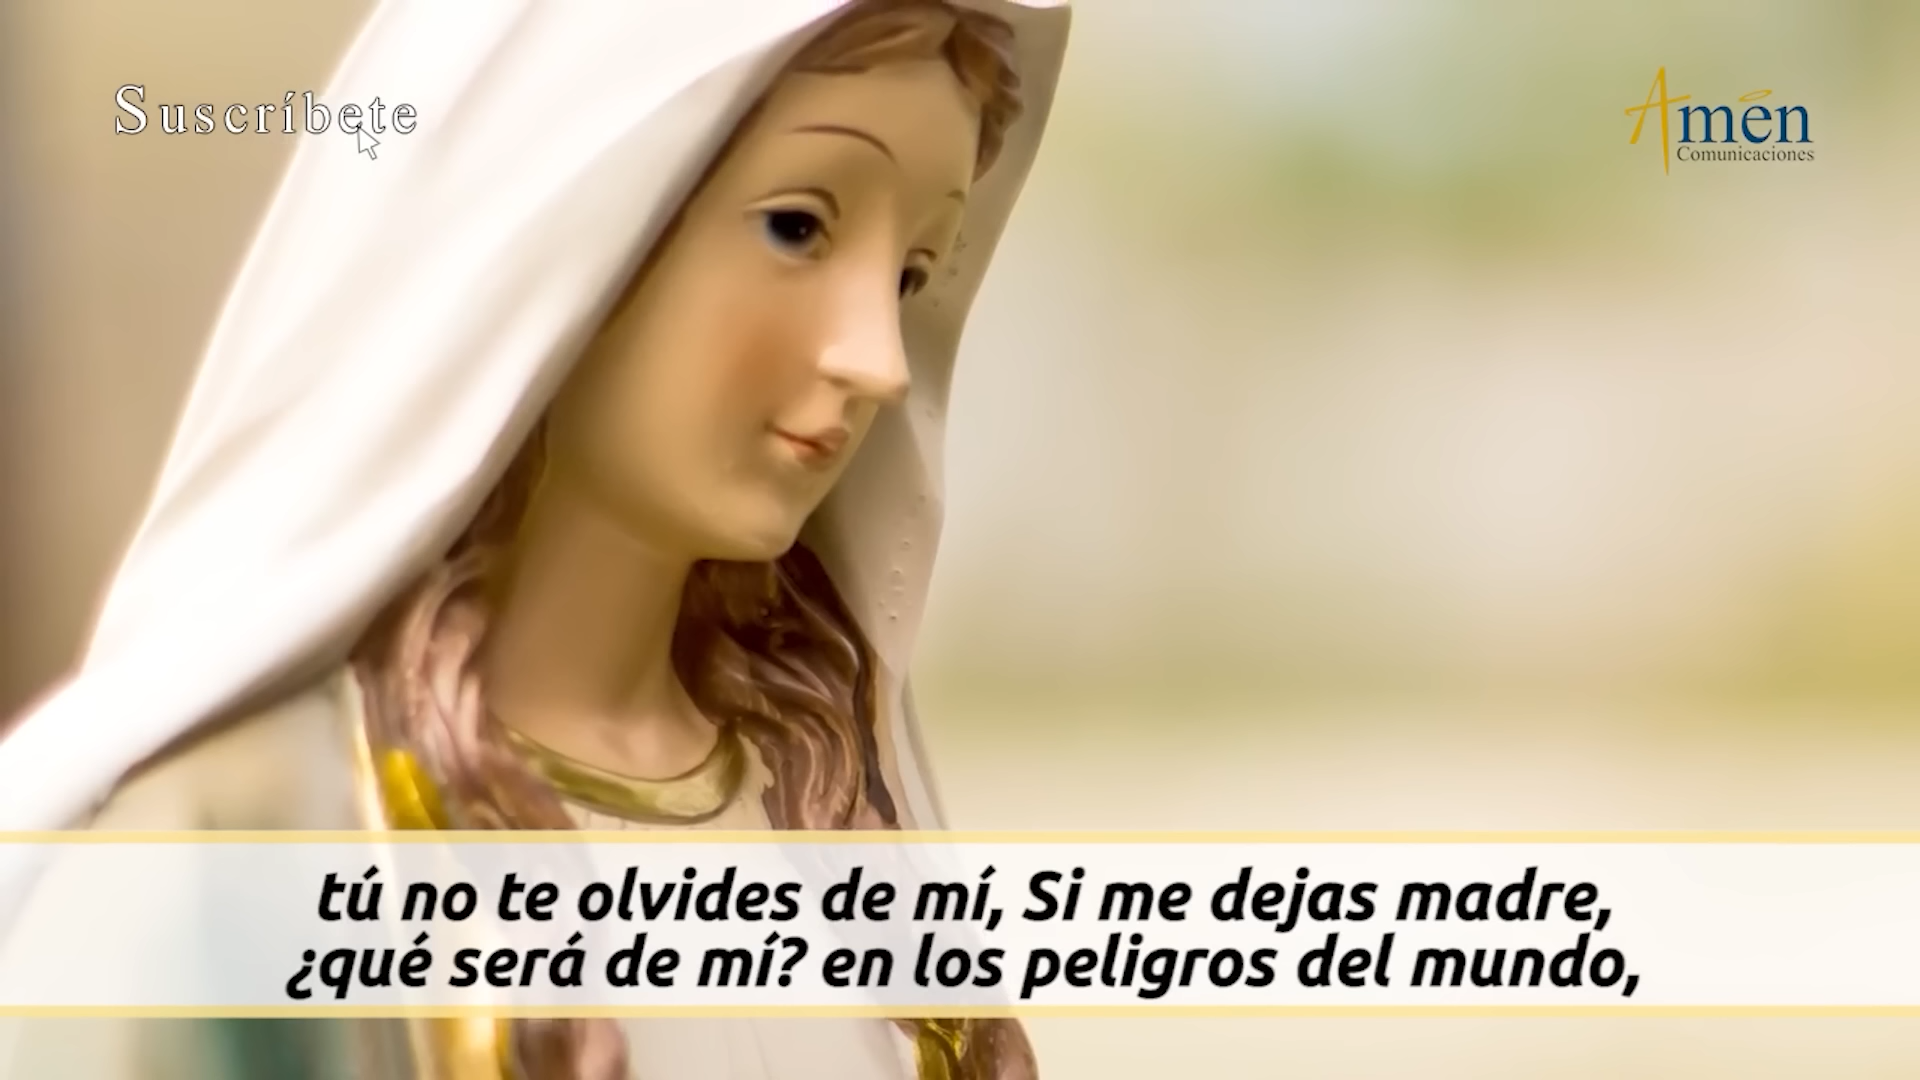 Suscríbete
Amén
Comunicaciones
tú no te olvides de mí, Si me dejas madre,
¿qué será de mí? en los peligros del mundo,